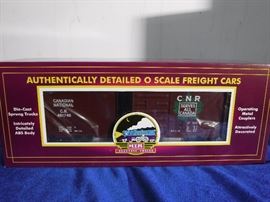 AUTHENTICALLY DETAILED O SCALE FREIGHT CARS
Die-Cast
Sprung Trucks
Intricately
Detailed
ABS Body
CANADIAN
NATIONAL
C.N.
CNR
SERVES
ALL
CANADA
M.T.H.
Operating
Metal
Couplers
Attractively
Decorated